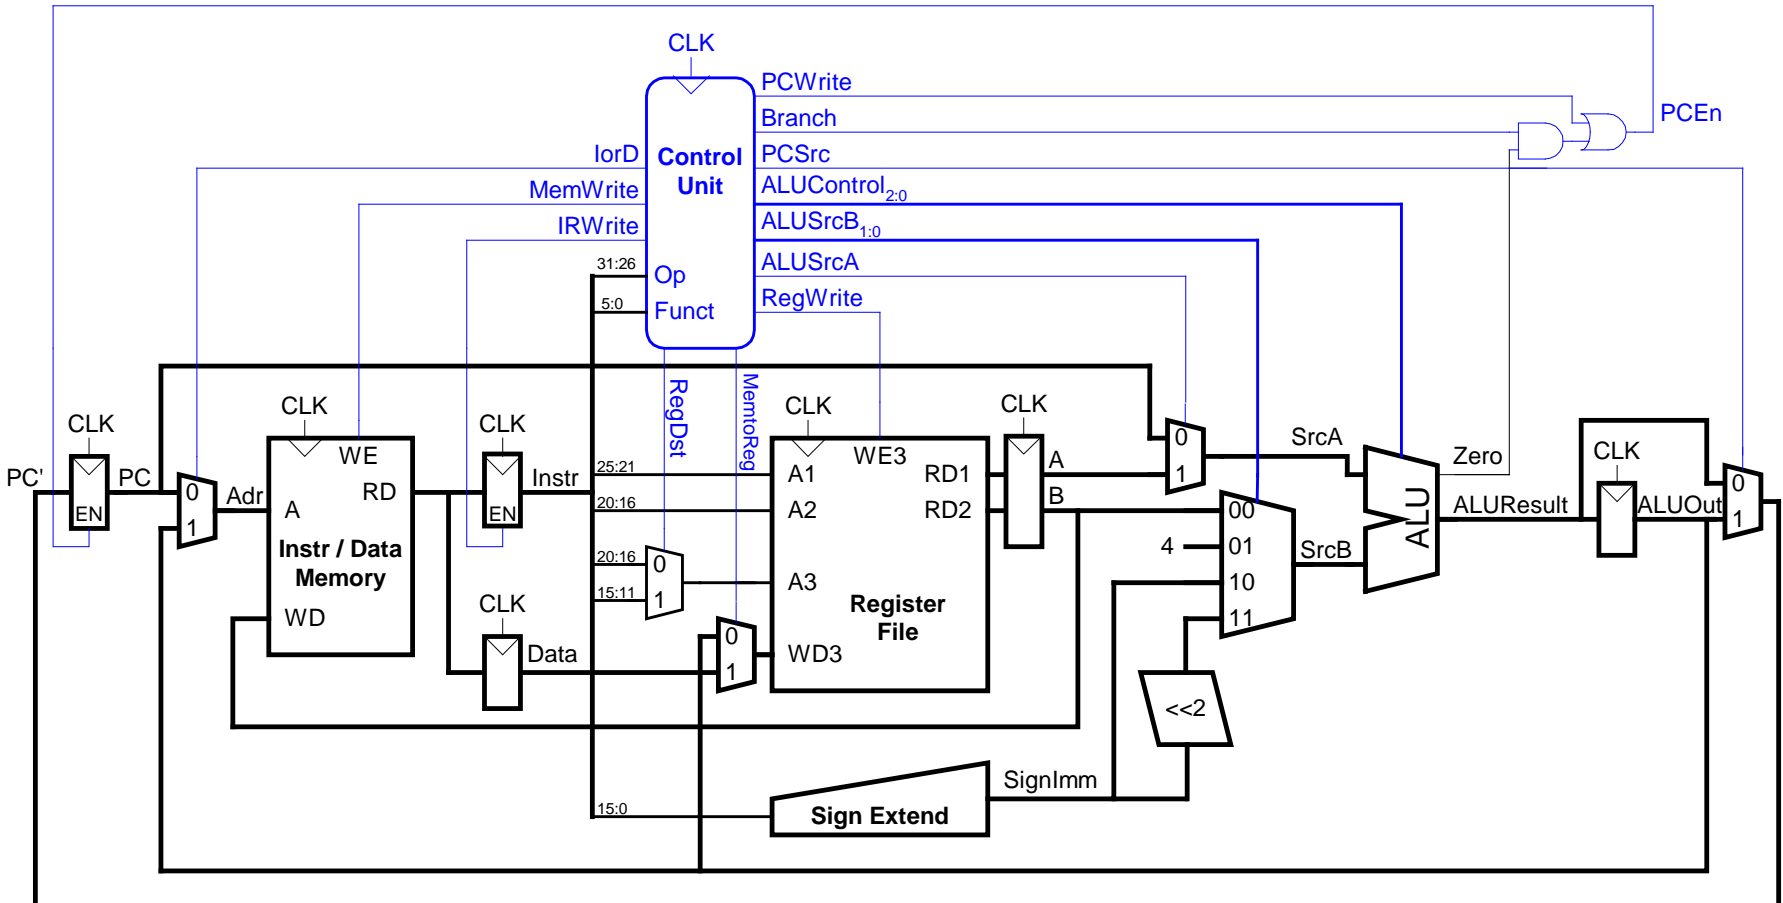 CLK
PCWrite
Branch
PCEn
IorD
Control
Unit
PCSrc
MemWrite
ALUControl2:0
IRWrite
ALUSrcB1:0
31:26
Op
ALUSrcA
5:0
Funct
RegWrite
RegDst
MemtoReg
CLK
CLK
CLK
CLK
CLK
CLK
PC'
EN
PC
0
1
Adr
WE
RD
A
Instr / Data
Memory
WD
EN
Instr
CLK
Data
25:21
20:16
20:16
15:11
0
1
0
1
A1
A2
A3
WD3
WE3
RD1
RD2
Register
File
A
B
0
1
SrcA
4
00
01
10
11
SrcB
ALU
Zero
ALUResult
ALUOut
0
1
<<2
SignImm
15:0
Sign Extend